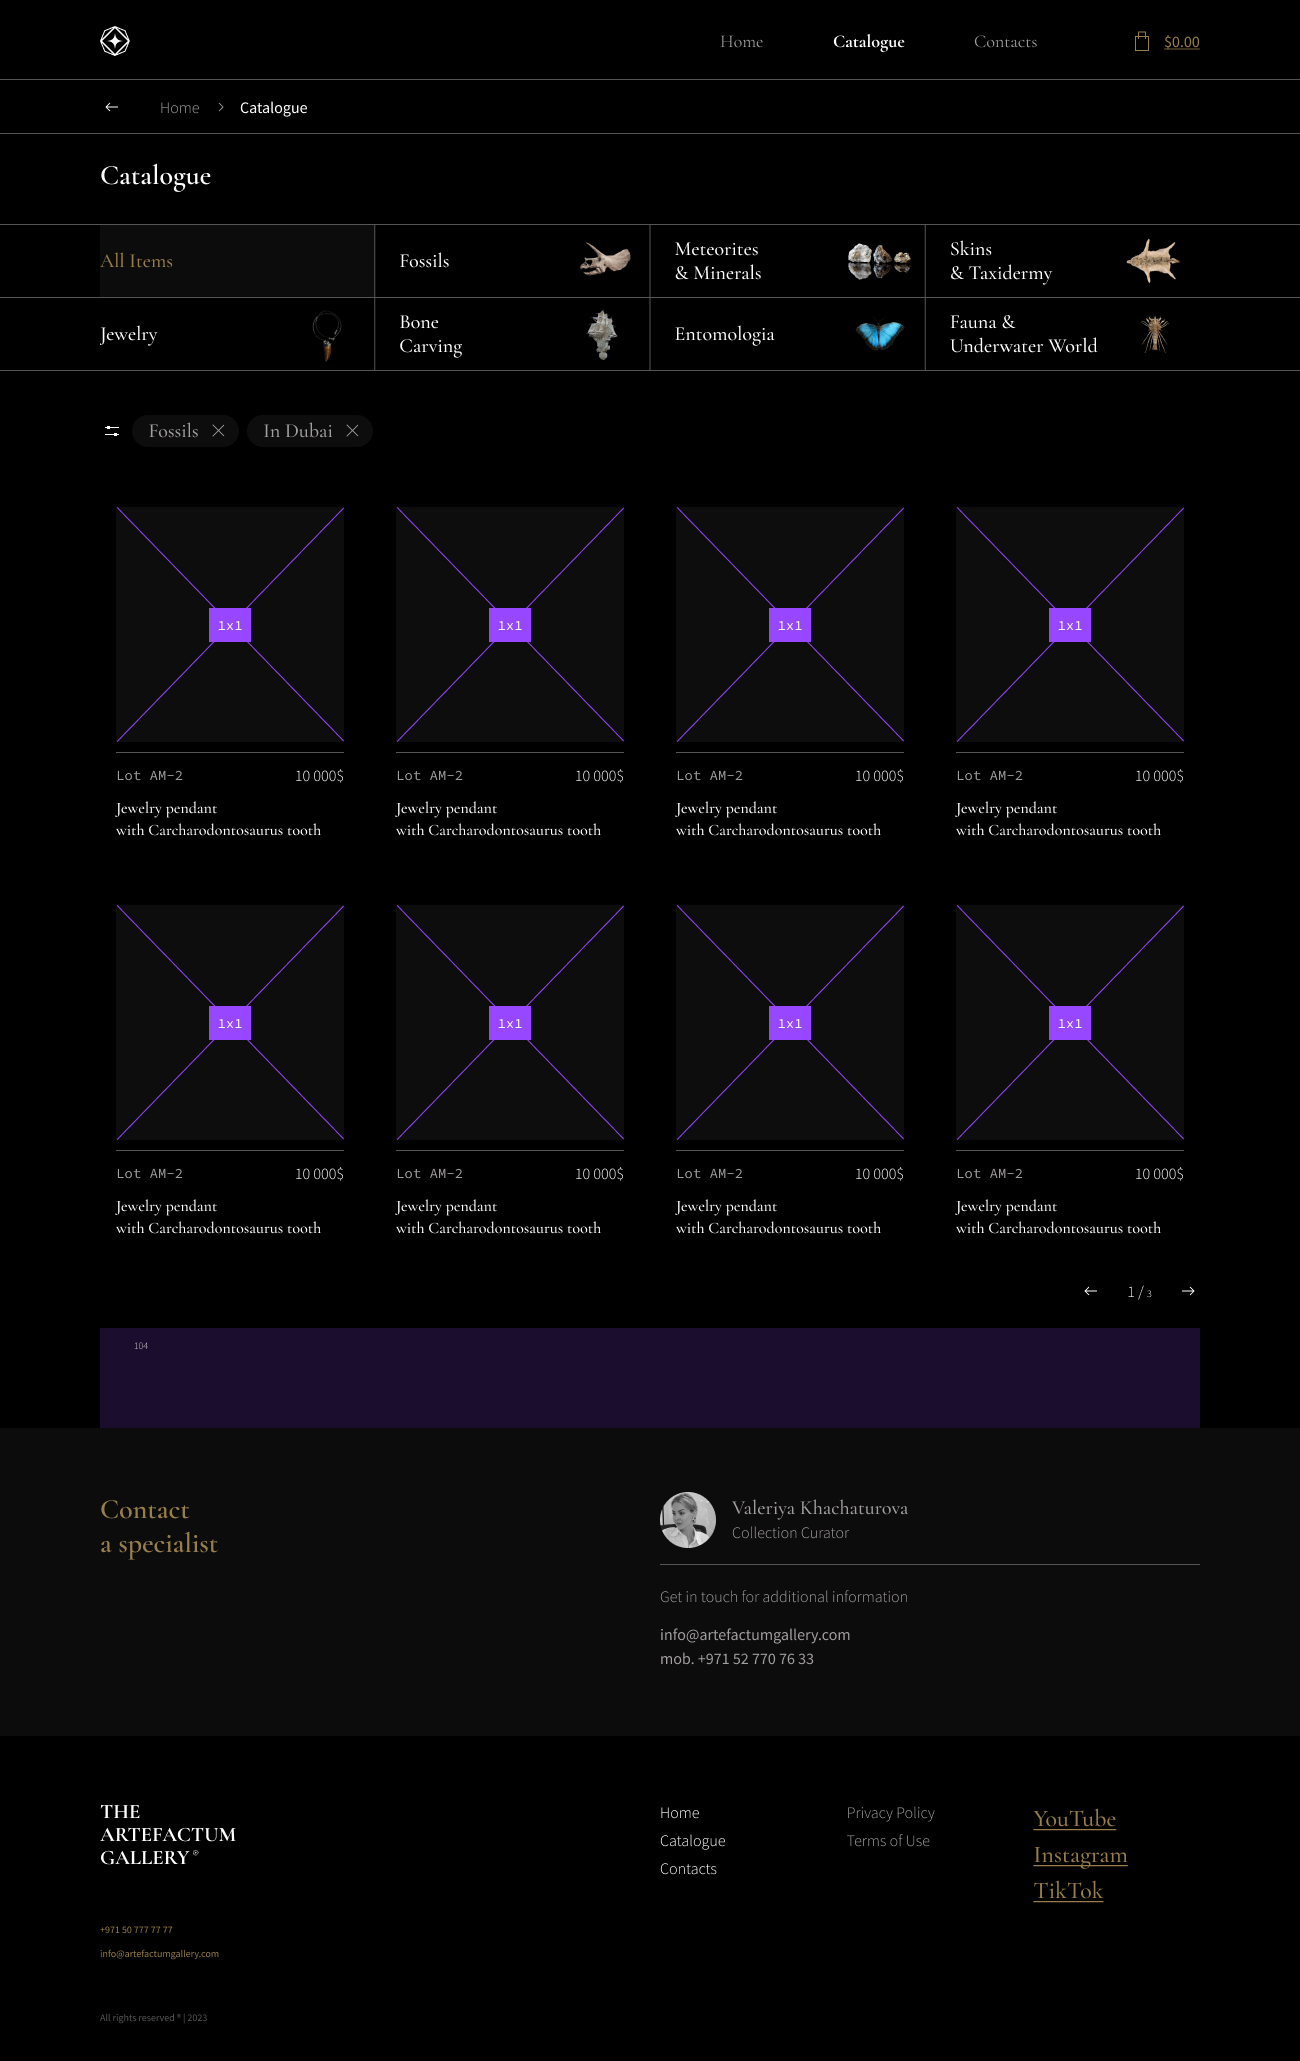 Home
Catalogue
Contacts
$0.00
Home
Catalogue
Catalogue
All Items
Fossils
Meteorites
& Minerals
Skins
& Taxidermy
Jewelry
Bone
Carving
Entomologia
Fauna &
Underwater World
Fossils
In Dubai
1x1
1x1
1x1
1x1
Lot AM-2 10 000$
Jewelry pendant
with Carcharodontosaurus tooth
Lot AM-2 10 000$
Jewelry pendant
with Carcharodontosaurus tooth
Lot AM-2 10 000$
Jewelry pendant
with Carcharodontosaurus tooth
Lot AM-2 10 000$
Jewelry pendant
with Carcharodontosaurus tooth
1x1
1x1
1x1
1x1
Lot AM-2 10 000$
Jewelry pendant
with Carcharodontosaurus tooth
Lot AM-2 10 000$
Jewelry pendant
with Carcharodontosaurus tooth
Lot AM-2 10 000$
Jewelry pendant
with Carcharodontosaurus tooth
Lot AM-2 10 000$
Jewelry pendant
with Carcharodontosaurus tooth
1 / 3
104
Contact
a specialist
Valeriya Khachaturova
Collection Curator
Get in touch for additional information
info@artefactumgallery.com
mob. +971 52 770 76 33
THE
ARTEFACTUM
GALLERY ®
+971 50 777 77 77
info@artefactumgallery.com
All rights reserved ® | 2023
Home
Catalogue
Contacts
Privacy Policy
Terms of Use
YouTube
Instagram
TikTok